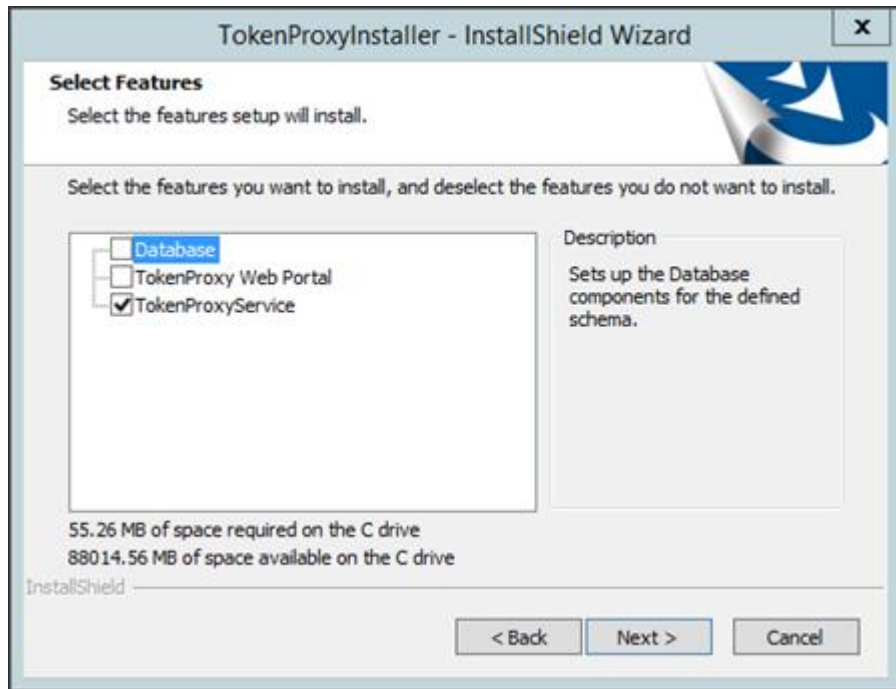 TokenProxyInstaller - InstallShield Wizard
x
Select Features
Select the features setup will install.
Select the features you want to install, and deselect the features you do not want to install.
Database
TokenProxy Web Portal
TokenProxyService
Description
Sets up the Database
components for the defined
schema.
55.26 MB of space required on the C drive
88014.56 MB of space available on the C drive
InstallShield
< Back
Next >
Cancel